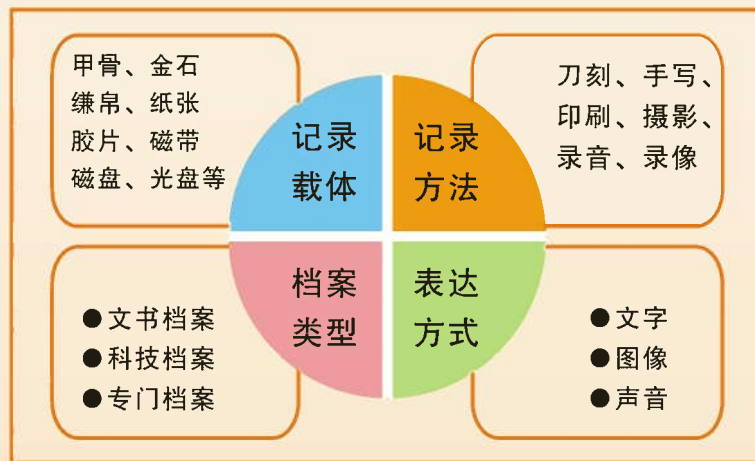 甲骨、金石
缣帛、纸张
胶片、磁带
磁盘、光盘等
记录
载体
记录
方法
刀刻、手写、
印刷、摄影、
录音、录像
●文书档案
●科技档案
●专门档案
档案
类型
表达
方式
●文字
●图像
●声音